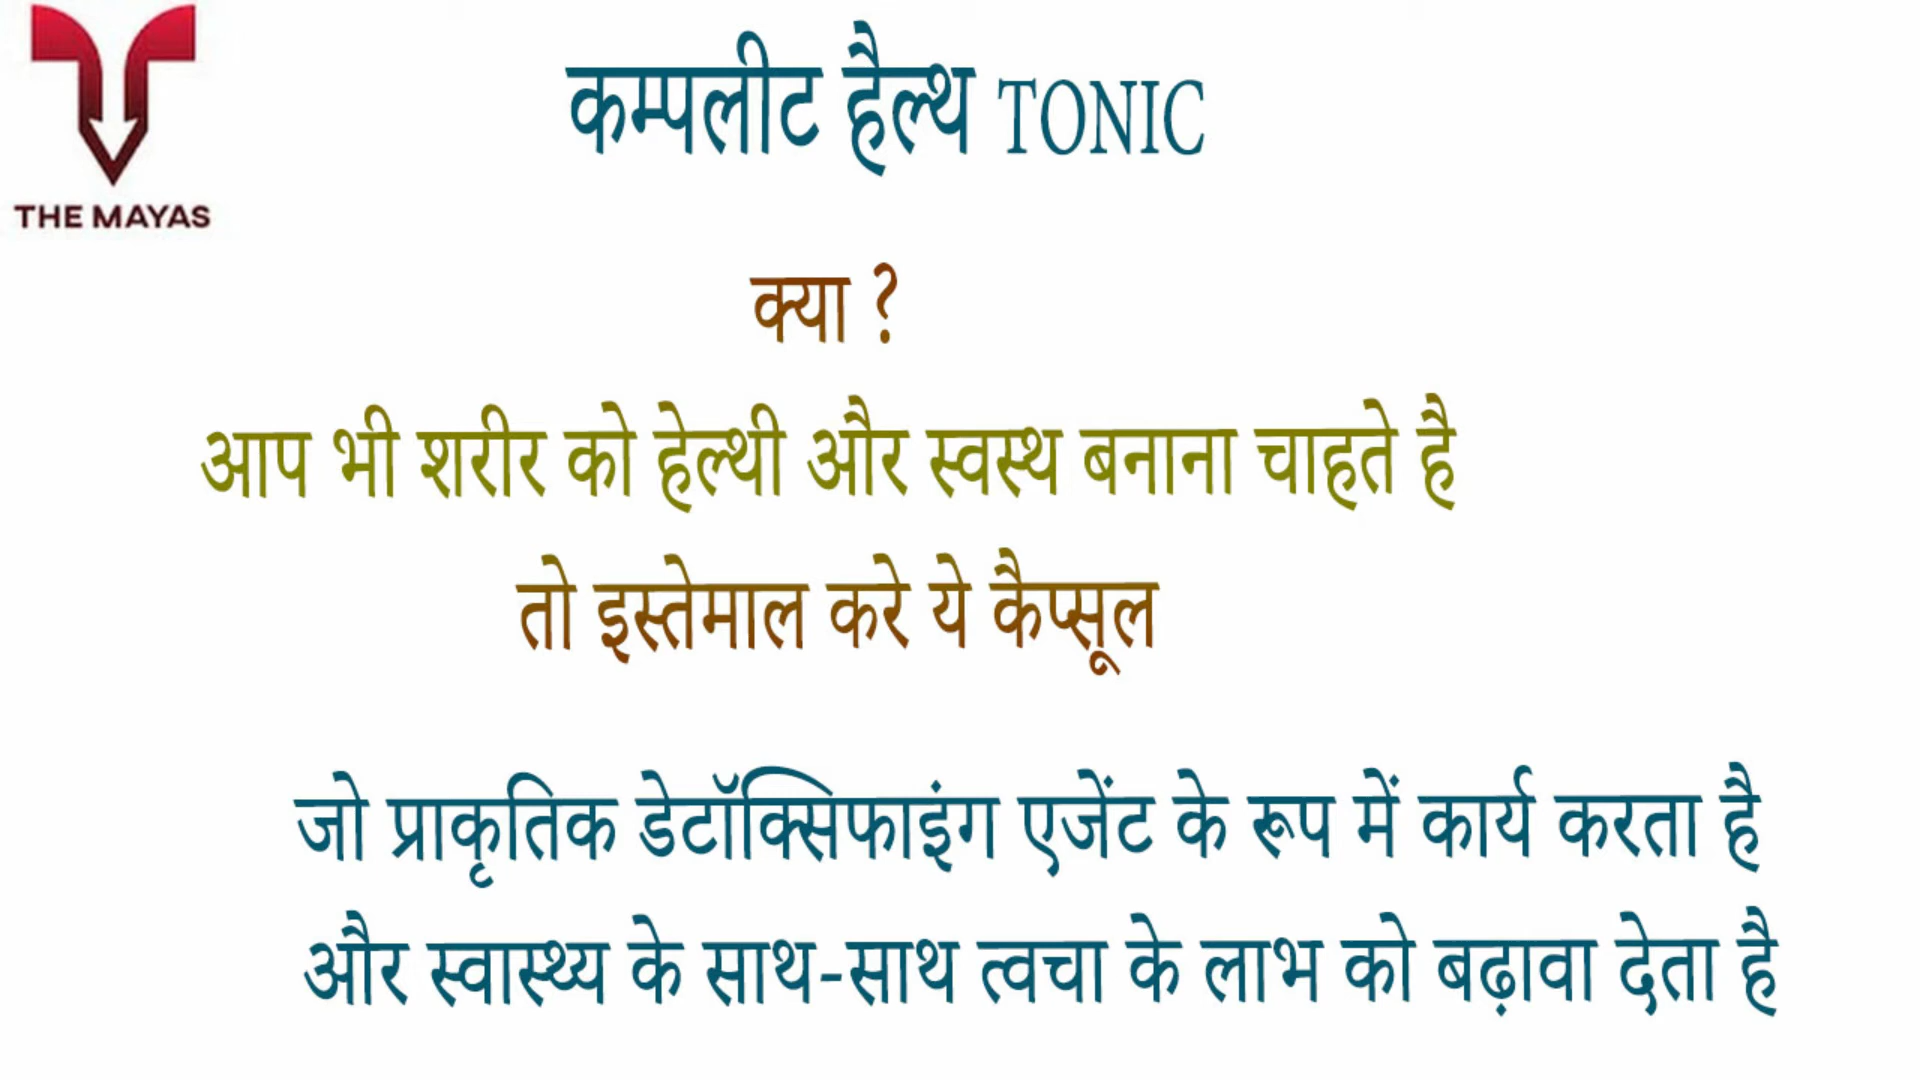 THE MAYAS
कम्पलीट हैल्थ TONIC
क्या ?
आप भी शरीर को हेल्थी और स्वस्थ बनाना चाहते है
तो इस्तेमाल करे ये कैप्सूल
जो प्राकृतिक डेटॉक्सिफाइंग एजेंट के रूप में कार्य करता है
और स्वास्थ्य के साथ-साथ त्वचा के लाभ को बढ़ावा देता है